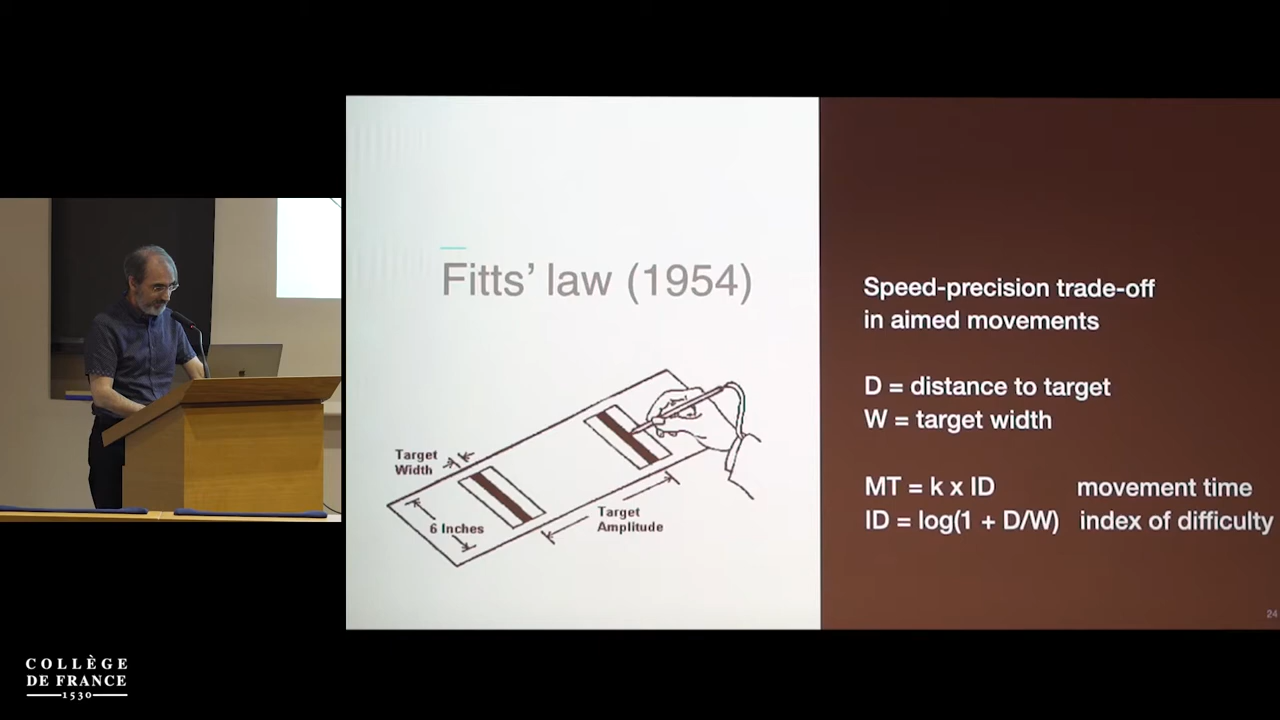 Fitts’ law (1954)
Target
Width
6 Inches
Target
Amplitude
Speed-precision trade-off
in aimed movements
D = distance to target
W = target width
MT = k x ID movement time
ID = log(1 + D/W) index of difficulty
24
COLLÈGE
DE FRANCE
1530